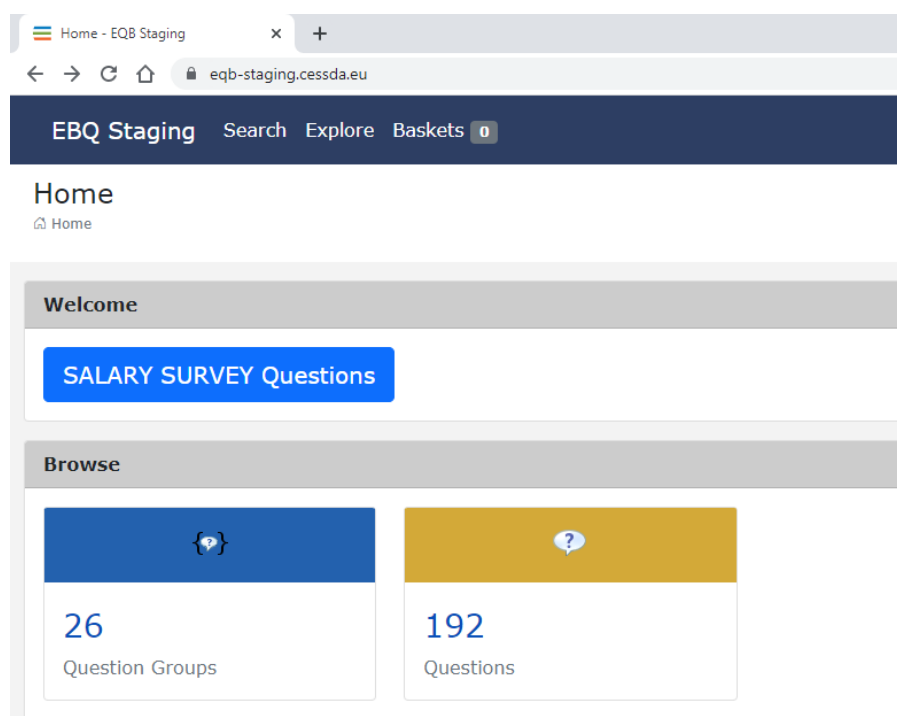 Home - EQB Staging
eqb-staging.cessda.eu
EBQ Staging Search Explore Baskets 0
Home
Home
Welcome
SALARY SURVEY Questions
Browse
{?} ?
26 192
Question Groups Questions